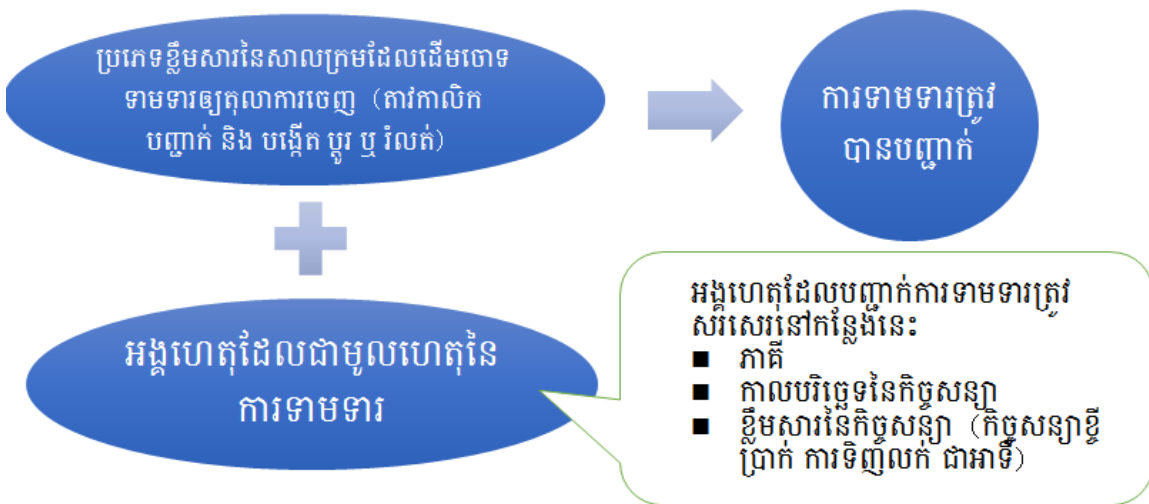 ប្រភេទខ្លឹមសារនៃសាលក្រមដែលដើមចោទ
ទាមទារឲ្យតុលាការចេញ (តាវកាលិក
បញ្ជាក់ និង បង្កើត ប្តូរ ឬ រំលត់)
ការទាមទារត្រូវ
បានបញ្ជាក់
អង្គហេតុដែលជាមូលហេតុនៃ
ការទាមទារ
អង្គហេតុដែលបញ្ជាក់ការទាមទារត្រូវ
សរសេរនៅកន្លែងនេះ
■ ភាគី
■ កាលបរិច្ឆេទនៃកិច្ចសន្យា
■ ខ្លឹមសារនៃកិច្ចសន្យា (កិច្ចសន្យាខ្ចី
ប្រាក់ ការទិញលក់ ជាអាទិ៍)